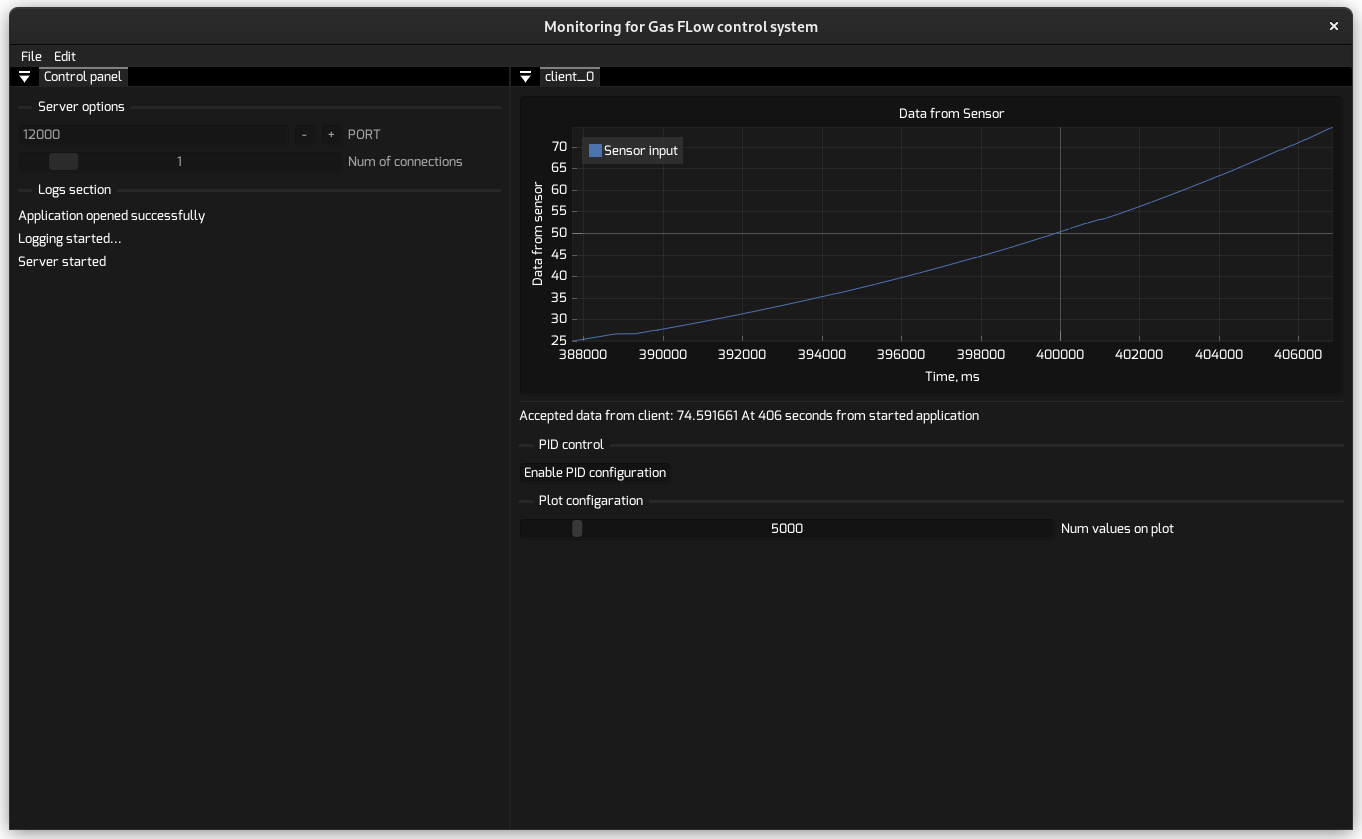 Monitoring for Gas FLow control system
File Edit
Control panel
Server options
12000 - + PORT
1 Num of connections
Logs section
Application opened successfully
Logging started...
Server started
client_0
Data from Sensor
Sensor input
Data from sensor
70
65
60
55
50
45
40
35
30
25
388000 390000 392000 394000 396000 398000 400000 402000 404000 406000
Time, ms
Accepted data from client: 74.591661 At 406 seconds from started application
PID control
Enable PID configuration
Plot configaration
5000 Num values on plot